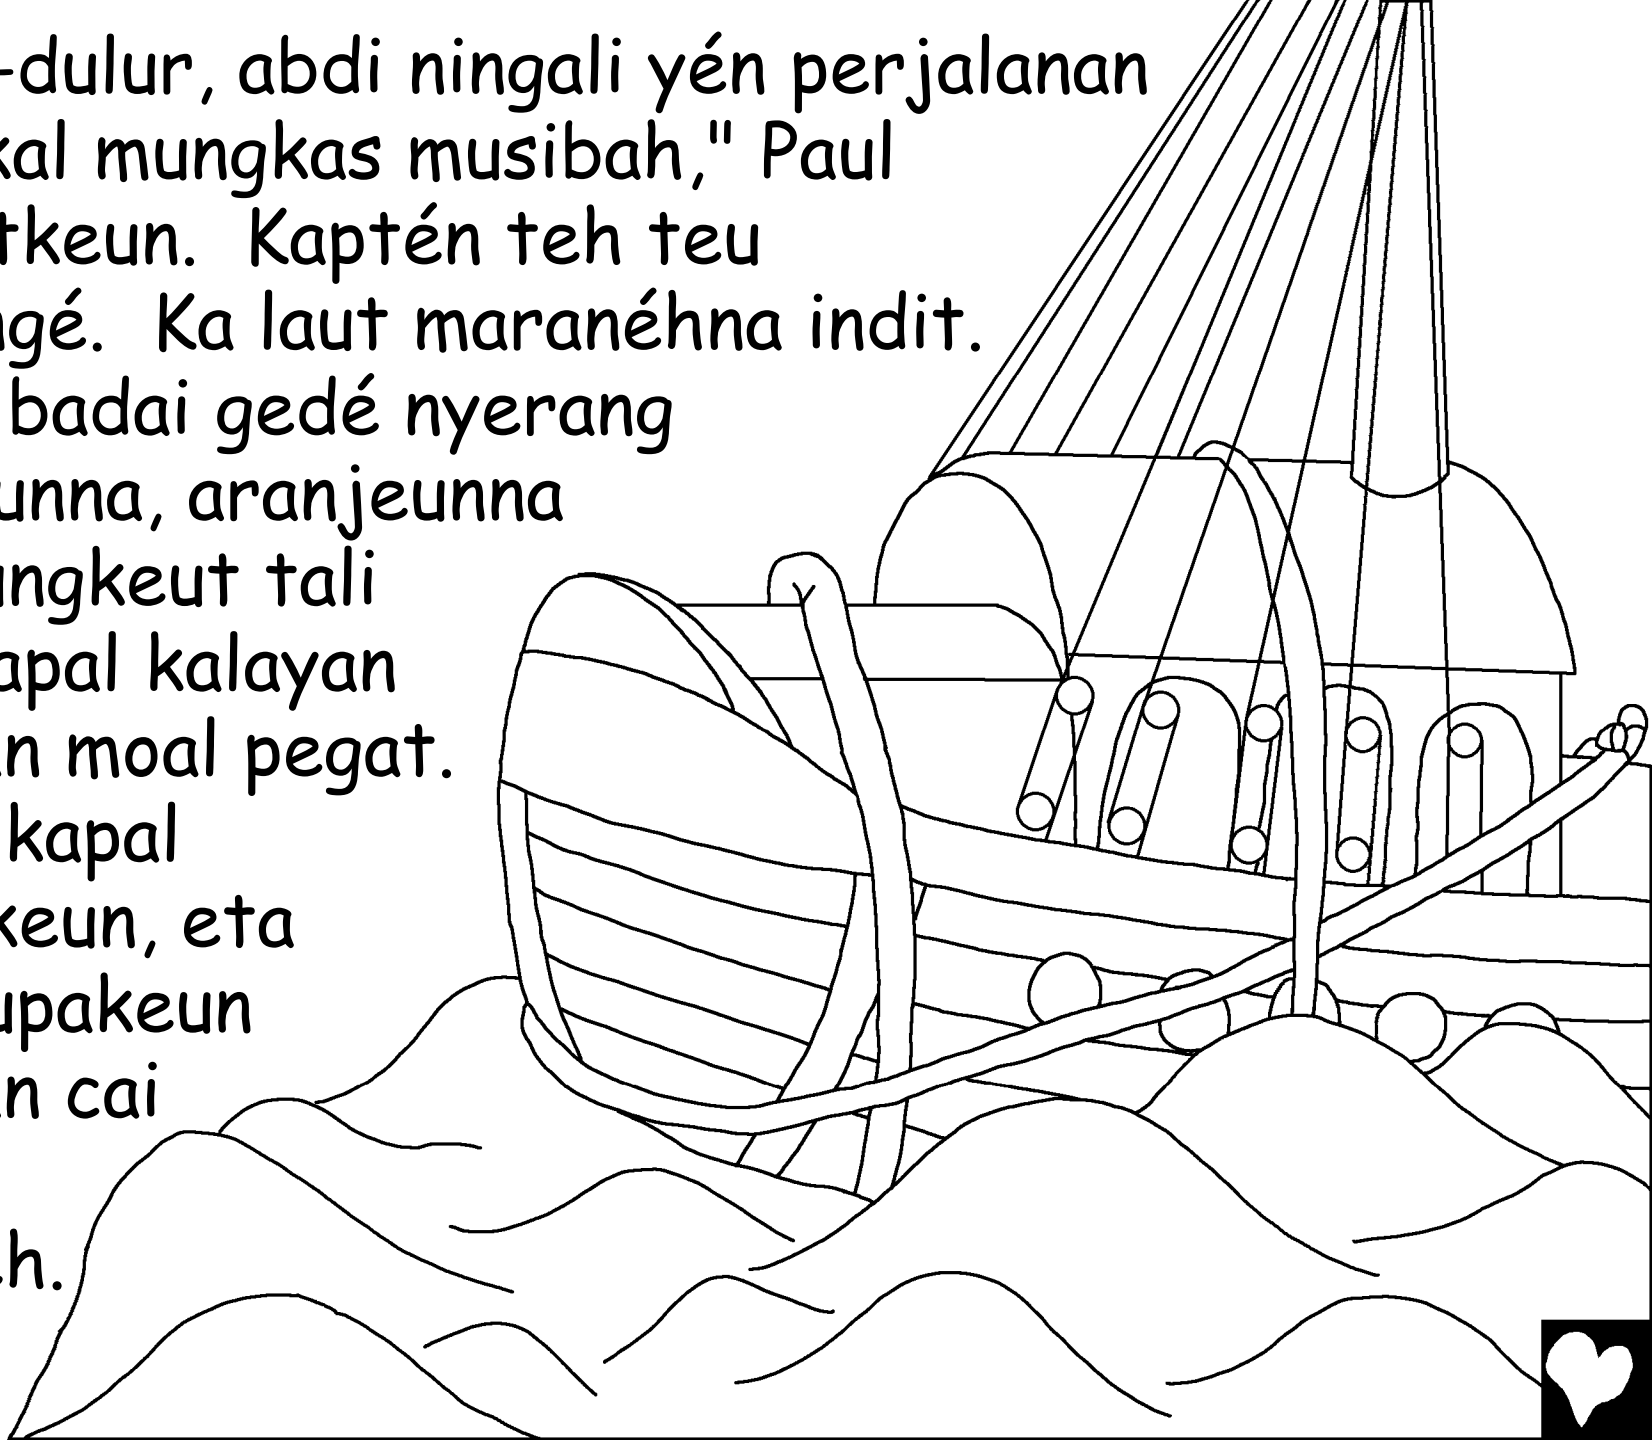 -dulur, abdi ningali yén perjalanan
kal mungkas musibah," Paul
tkeun. Kaptén teh teu
ngé. Ka laut maranéhna indit.
badai gedé nyerang
unna, aranjeunna
ngkeut tali
apal kalayan
n moal pegat.
kapal
keun, eta
upakeun
n cai
h.